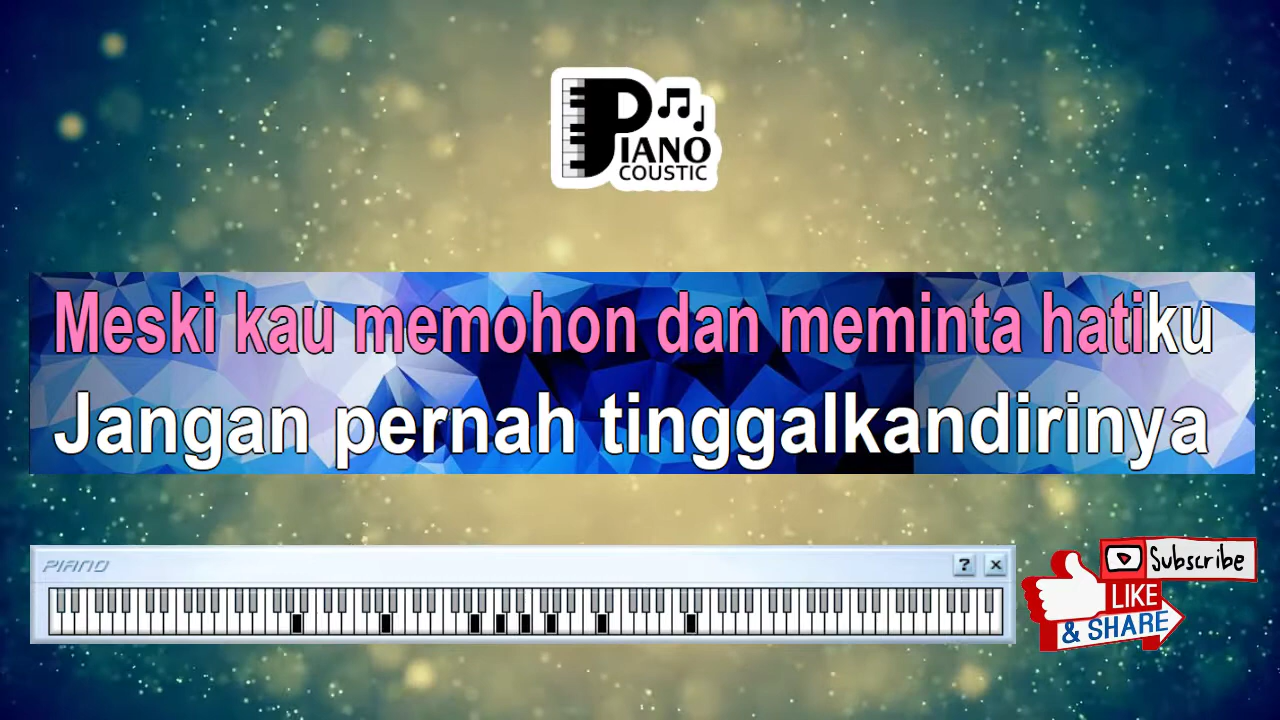 PIANO
COUSTIC
Meski kau memohon dan meminta hatiku
Jangan pernah tinggalkandirinya
PIANO
?
×
Subscribe
LIKE
& SHARE